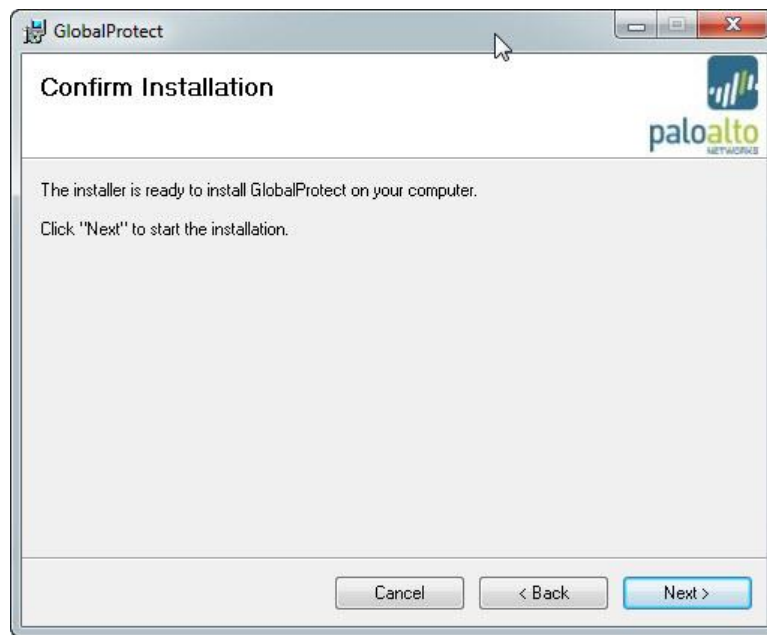 GlobalProtect
Confirm Installation
paloalto
NETWORKS
The installer is ready to install GlobalProtect on your computer.
Click "Next" to start the installation.
Cancel
< Back
Next >